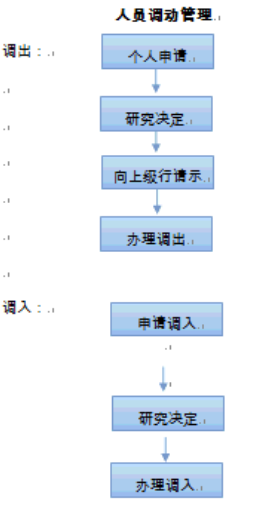 人员调动管理
调出：
个人申请
研究决定
向上级行请示
办理调出
调入：
申请调入
研究决定
办理调入